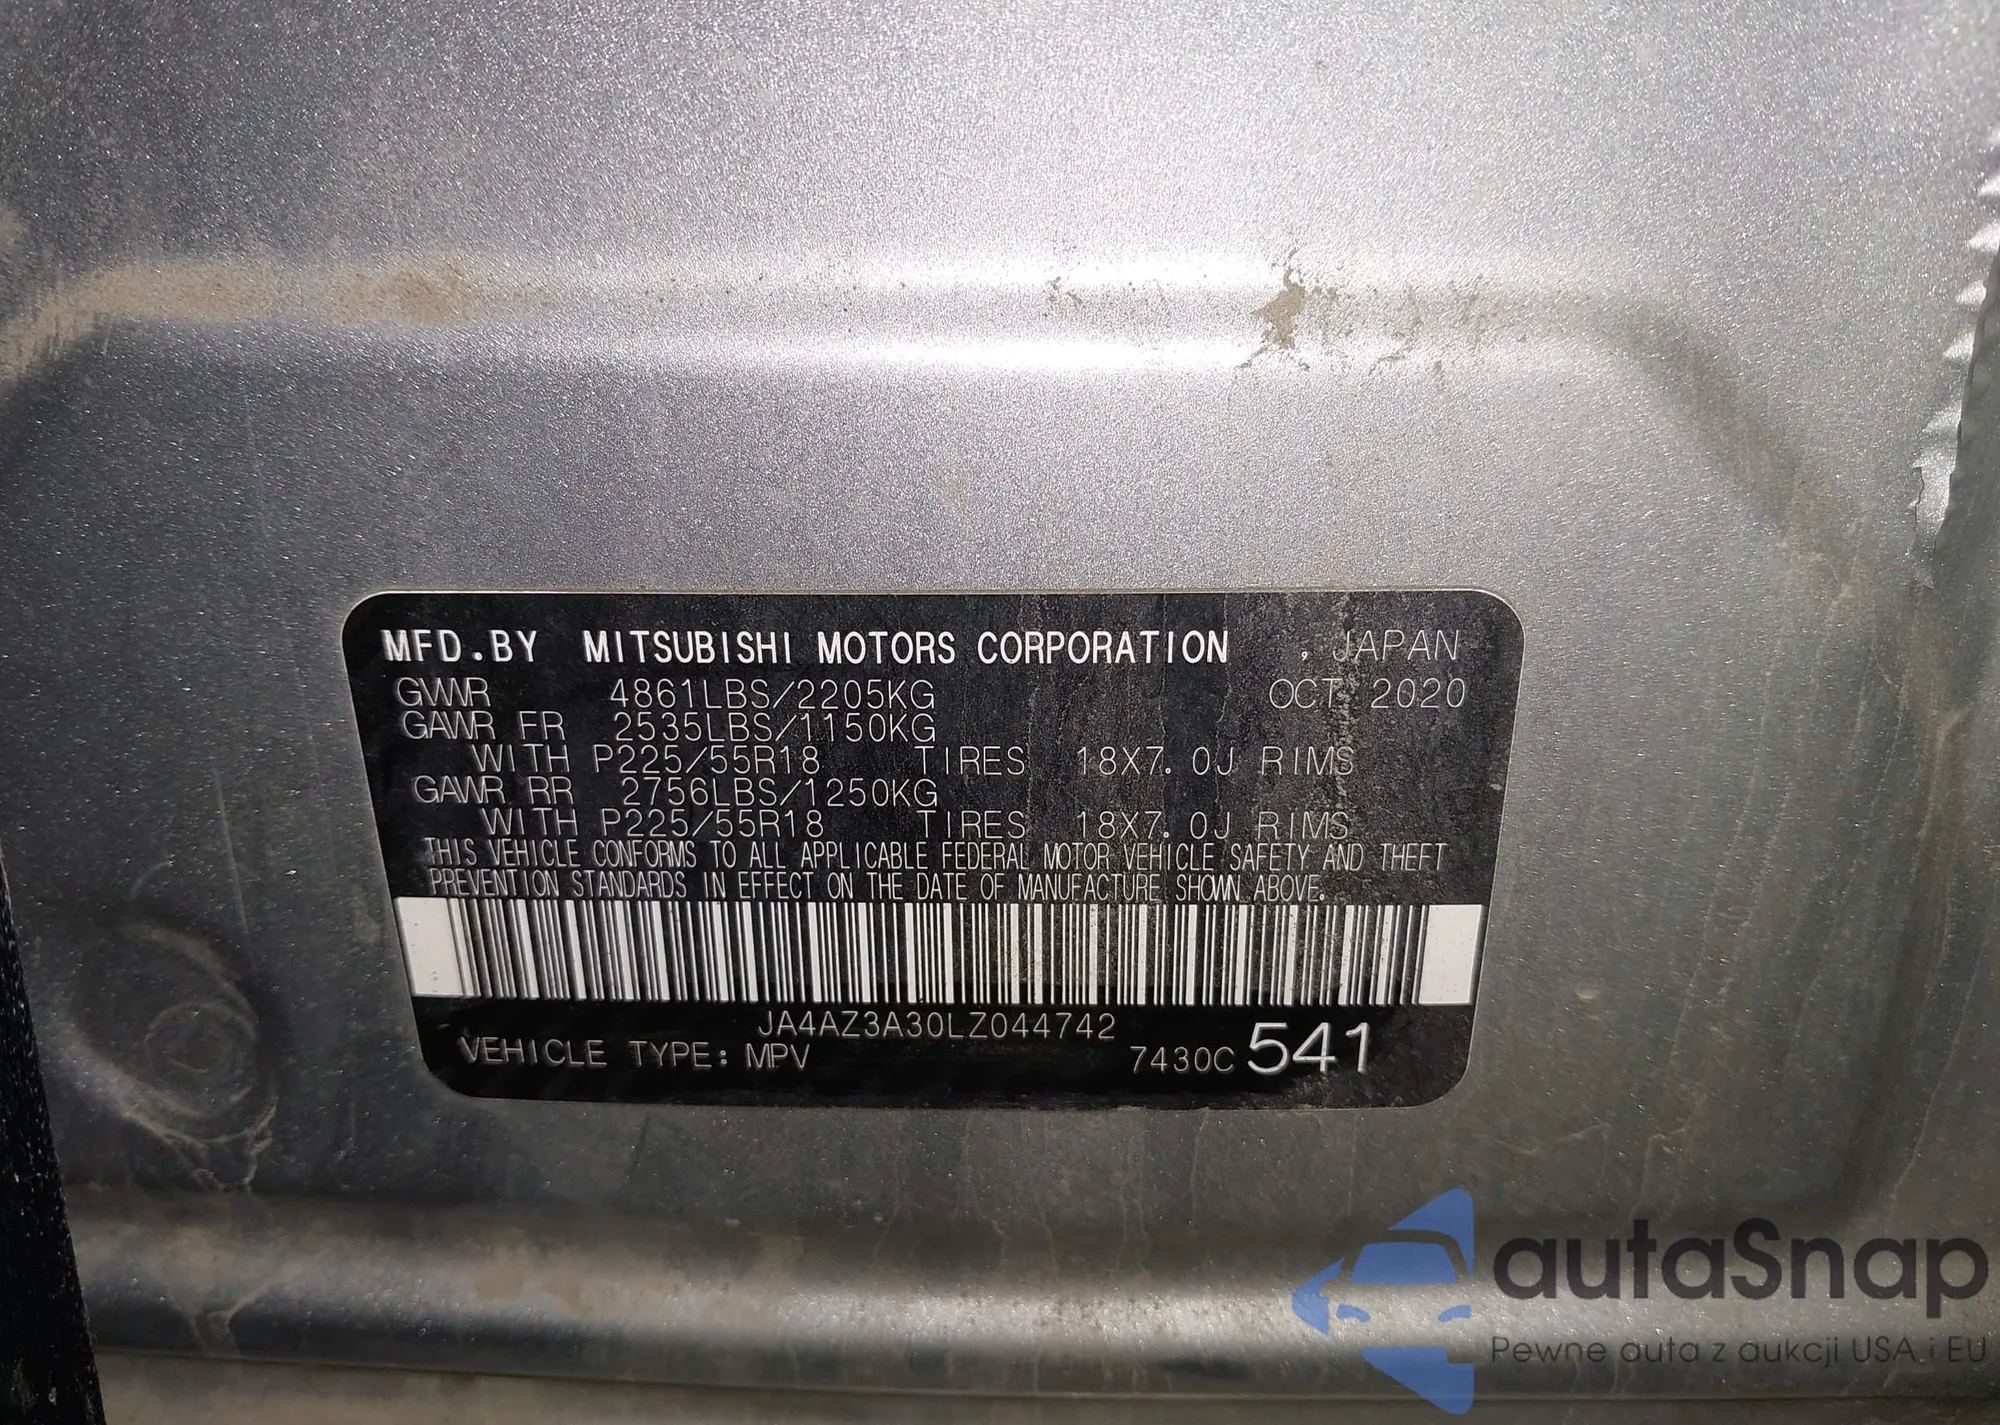 MFD.BY MITSUBISHI MOTORS CORPORATION , JAPAN
GVWR 4861LBS/2205KG OCT 2020
GAWR FR 2535LBS/1150KG
WITH P225/55R18 TIRES 18X7.0J RIMS
GAWR RR 2756LBS/1250KG
WITH P225/55R18 TIRES 18X7.0J RIMS
THIS VEHICLE CONFORMS TO ALL APPLICABLE FEDERAL MOTOR VEHICLE SAFETY AND THEFT
PREVENTION STANDARDS IN EFFECT ON THE DATE OF MANUFACTURE SHOWN ABOVE.
JA4AZ3A30LZ044742
VEHICLE TYPE: MPV 7430C 541
autaSnap
Pewne auta z aukcji USA i EU